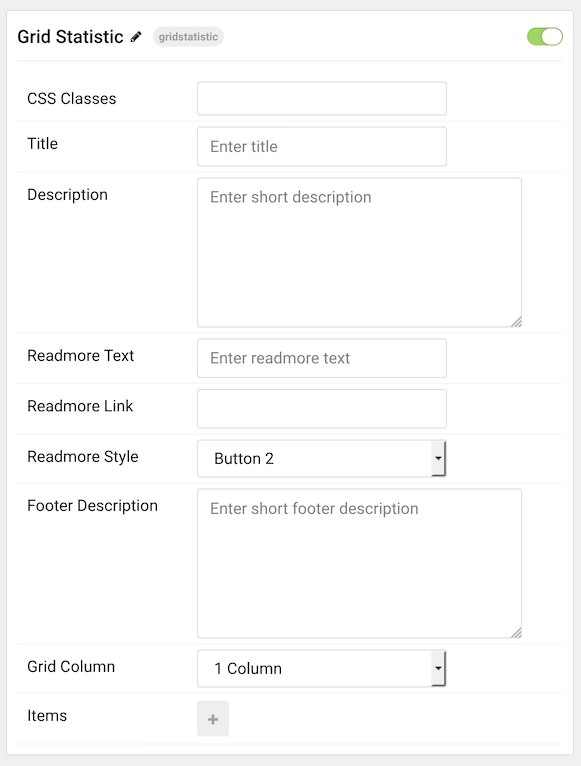 Grid Statistic gridstatistic
CSS Classes
Title Enter title
Description Enter short description
Readmore Text Enter readmore text
Readmore Link
Readmore Style Button 2
Footer Description Enter short footer description
Grid Column 1 Column
Items +